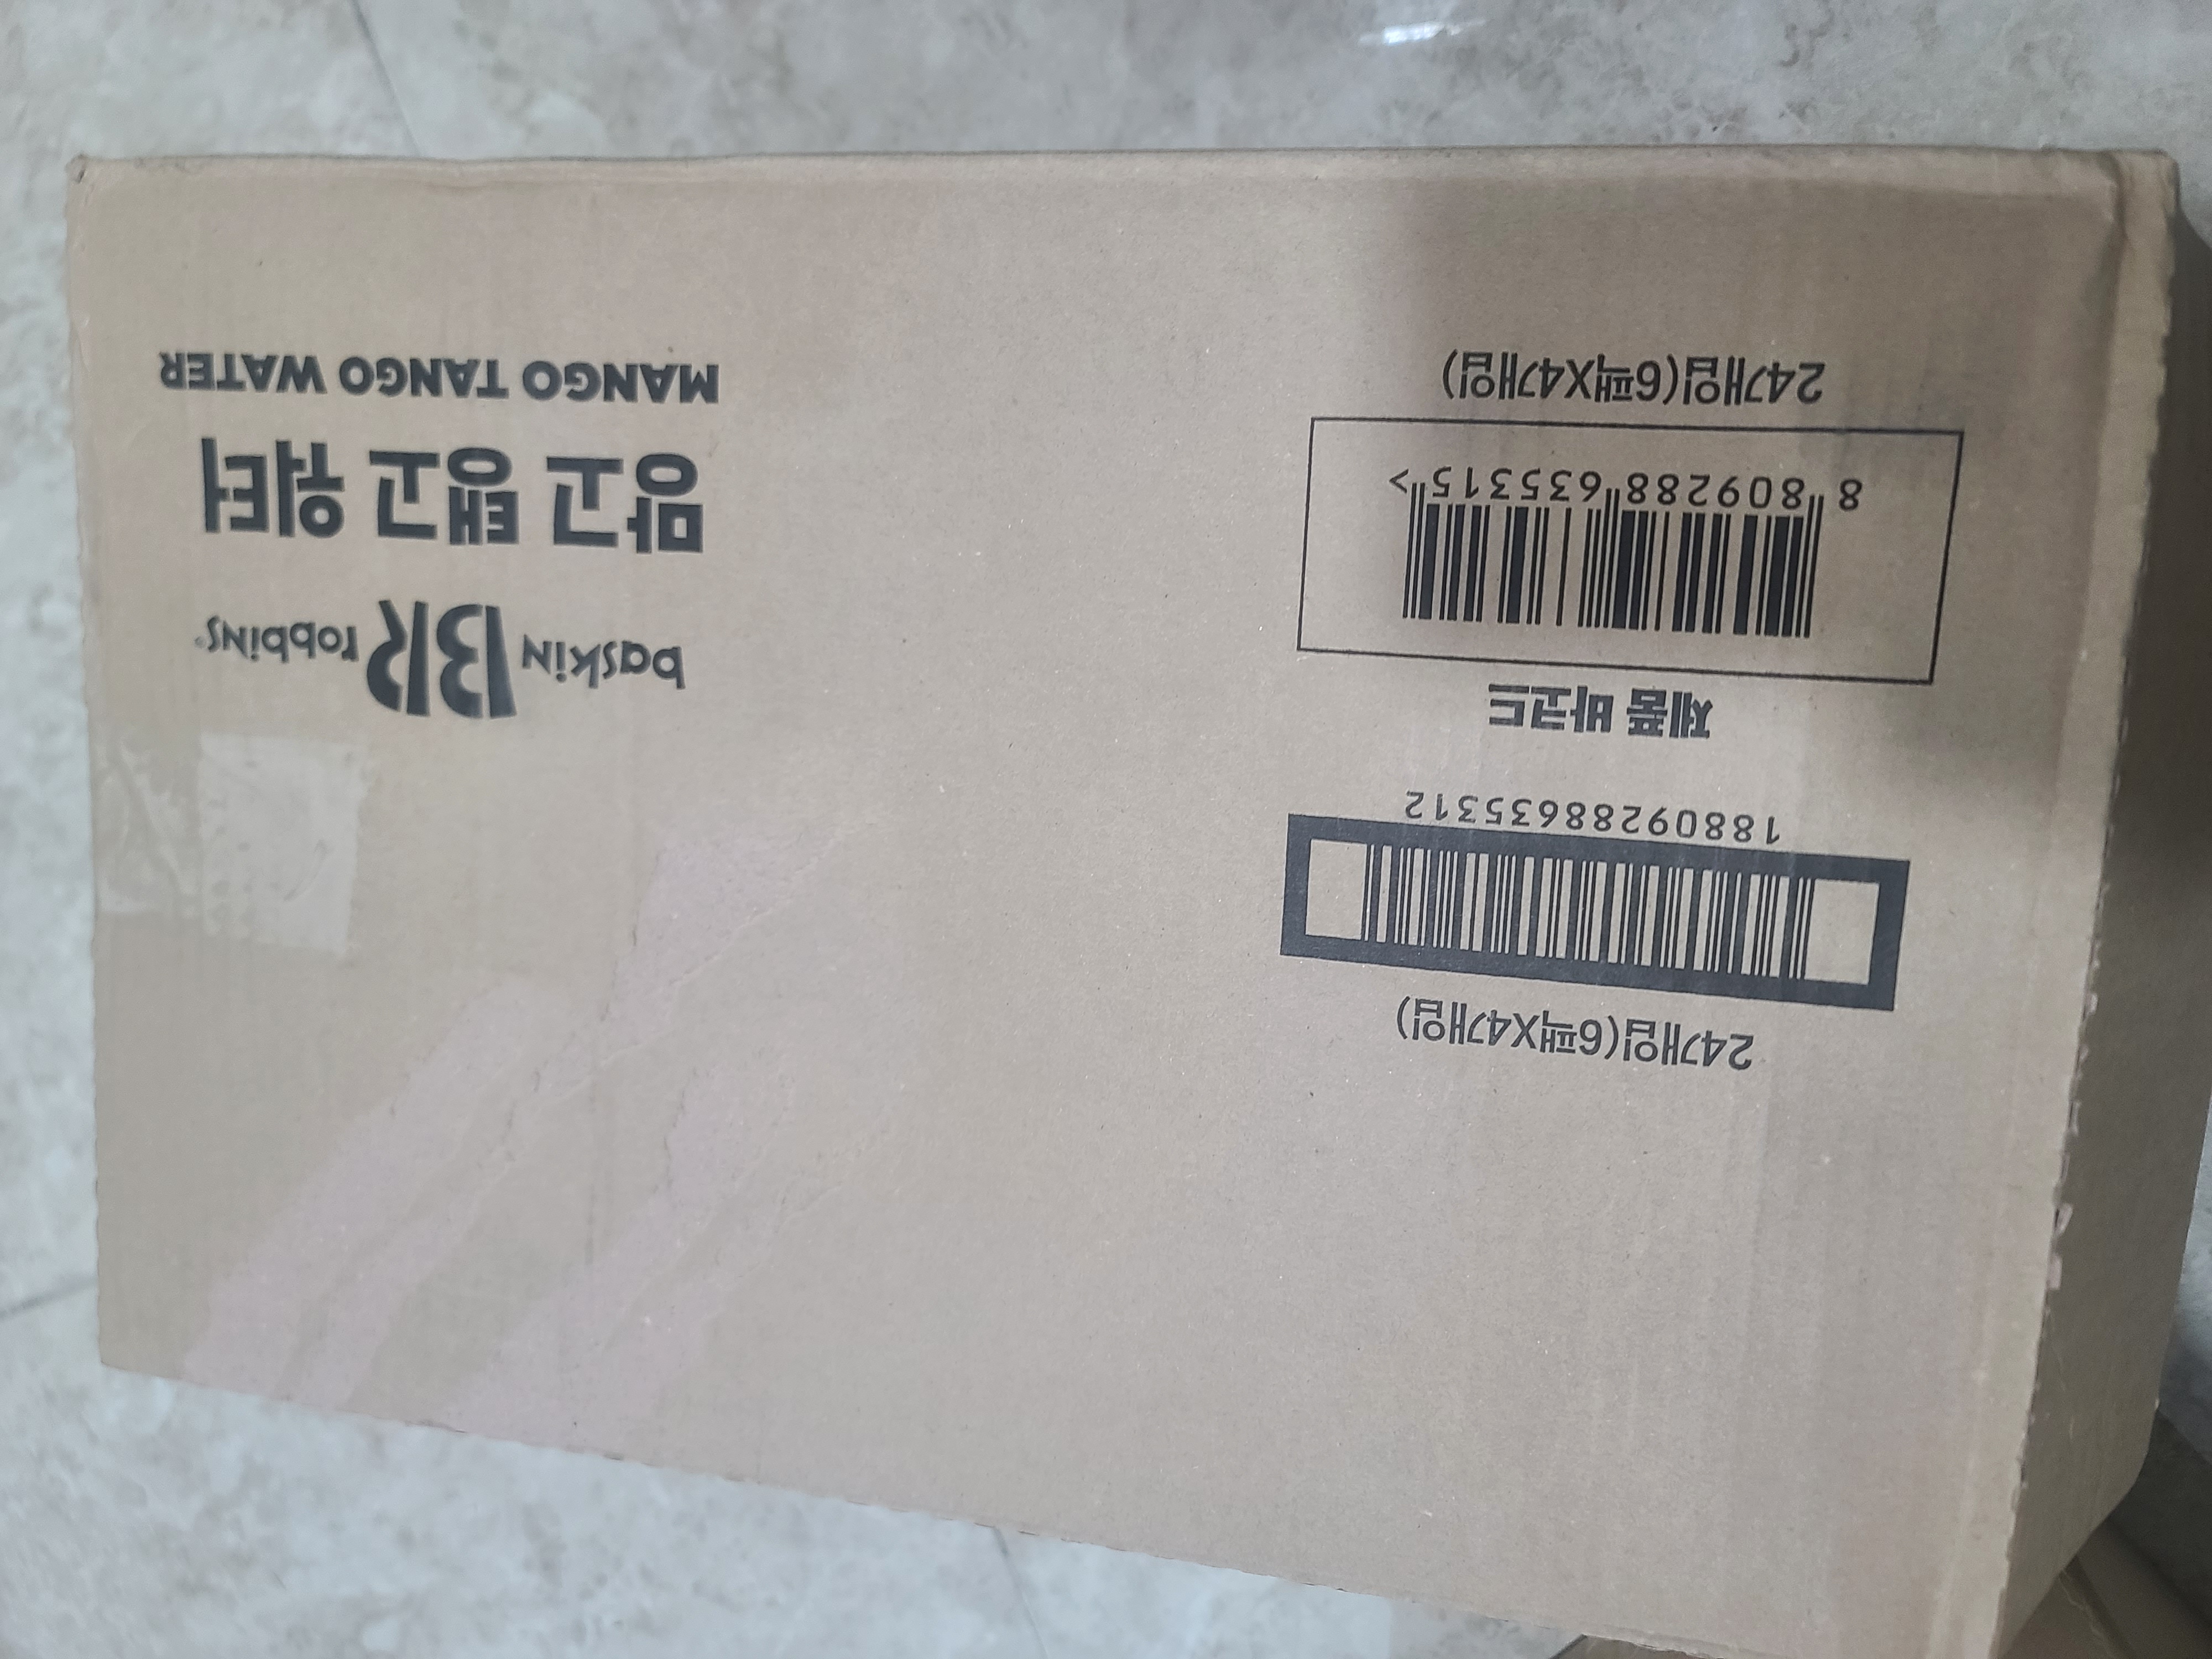 24개입(6팩X4개입)
18809288635312
제품 바코드
8 809288 635315 >
24개입(6팩X4개입)
baskin BR robbins
망고 탱고 워터
MANGO TANGO WATER